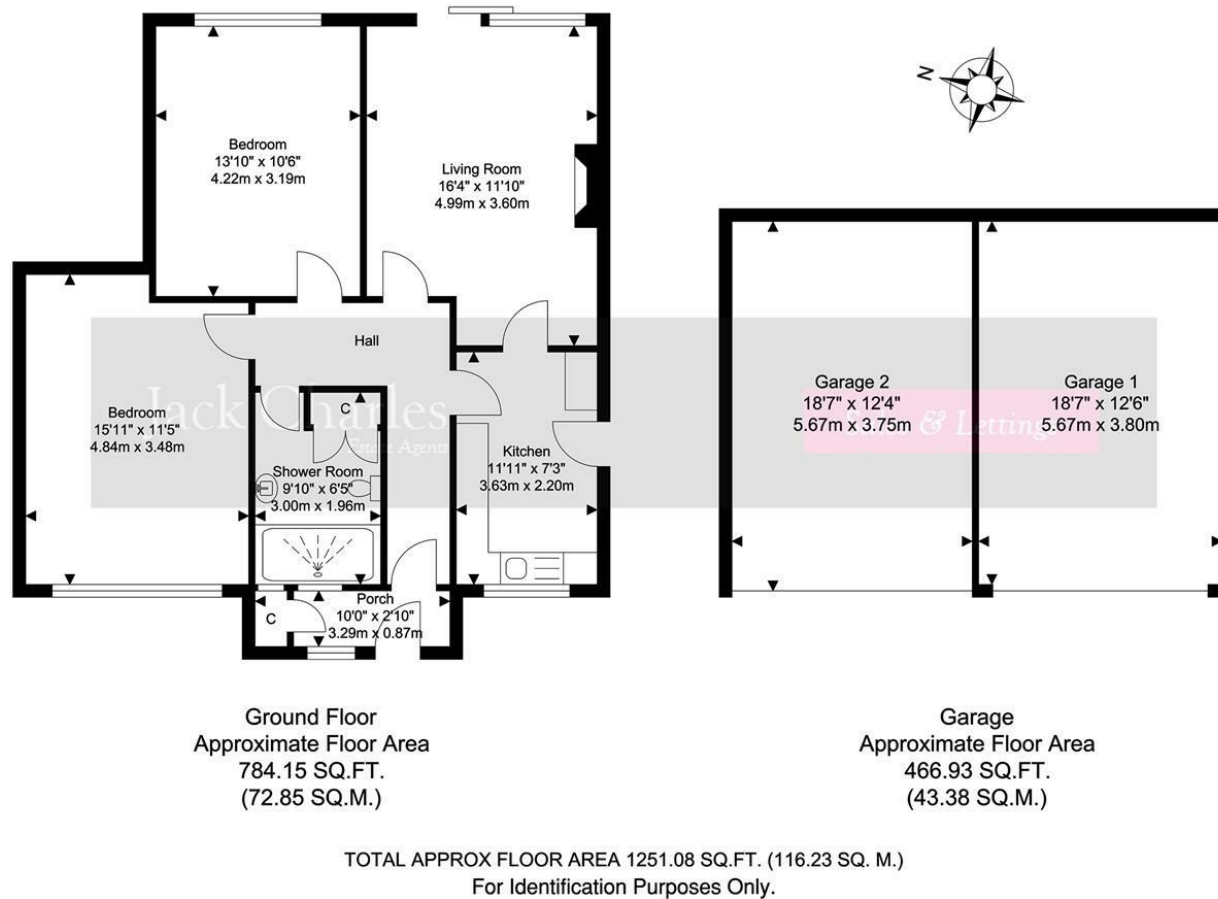 N
Bedroom
13'10" x 10'6"
4.22m x 3.19m
Living Room
16'4" x 11'10"
4.99m x 3.60m
Hall
Bedroom
15'11" x 11'5"
4.84m x 3.48m
C
Shower Room
9'10" x 6'5"
3.00m x 1.96m
Kitchen
11'11" x 7'3"
3.63m x 2.20m
C
Porch
10'0" x 2'10"
3.29m x 0.87m
Garage 2
18'7" x 12'4"
5.67m x 3.75m
Garage 1
18'7" x 12'6"
5.67m x 3.80m
Jack Charles
Estate Agents
& Lettings
Ground Floor
Approximate Floor Area
784.15 SQ.FT.
(72.85 SQ.M.)
Garage
Approximate Floor Area
466.93 SQ.FT.
(43.38 SQ.M.)
TOTAL APPROX FLOOR AREA 1251.08 SQ.FT. (116.23 SQ. M.)
For Identification Purposes Only.